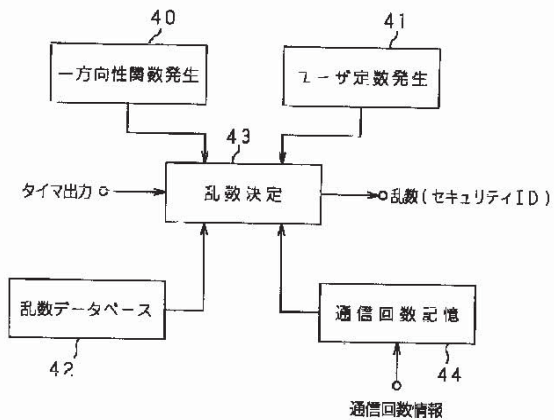 40
41
一方向性関数発生
ユーザ定数発生
43
タイマ出力
乱数決定
乱数(セキュリティID)
乱数データベース
通信回数記憶
42
44
通信回数情報